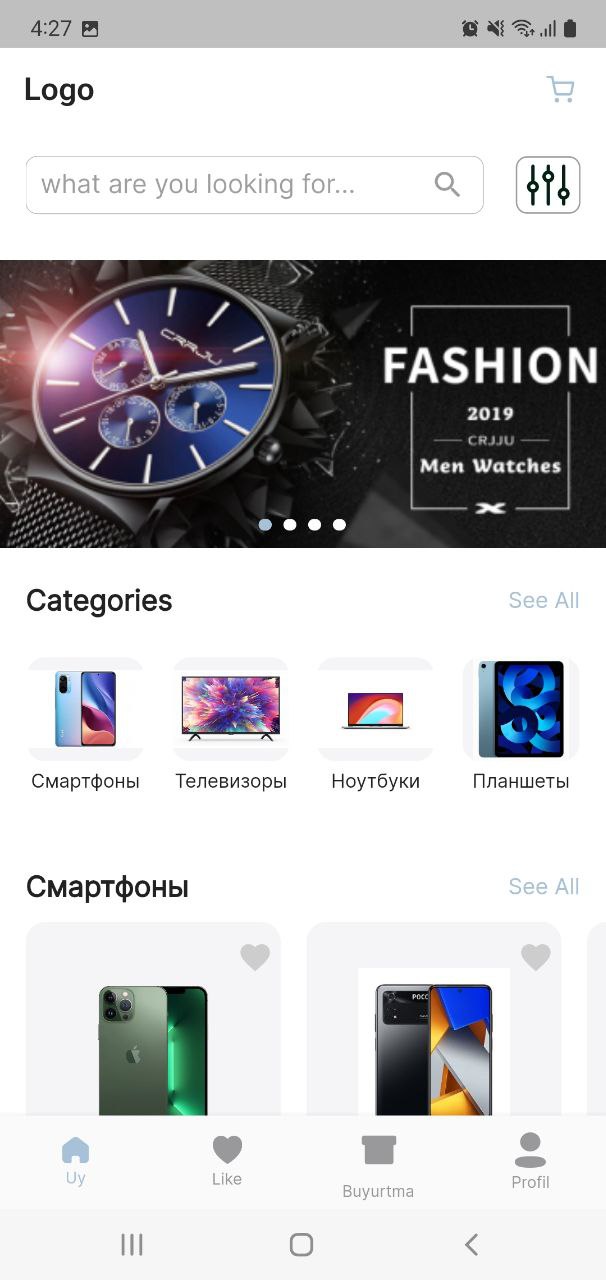 4:27
Logo
what are you looking for...
CRRJU
FASHION
2019
CRJJU
Men Watches
Categories
See All
Смартфоны
Телевизоры
Ноутбуки
Планшеты
Смартфоны
See All
POCO
Uy
Like
Buyurtma
Profil